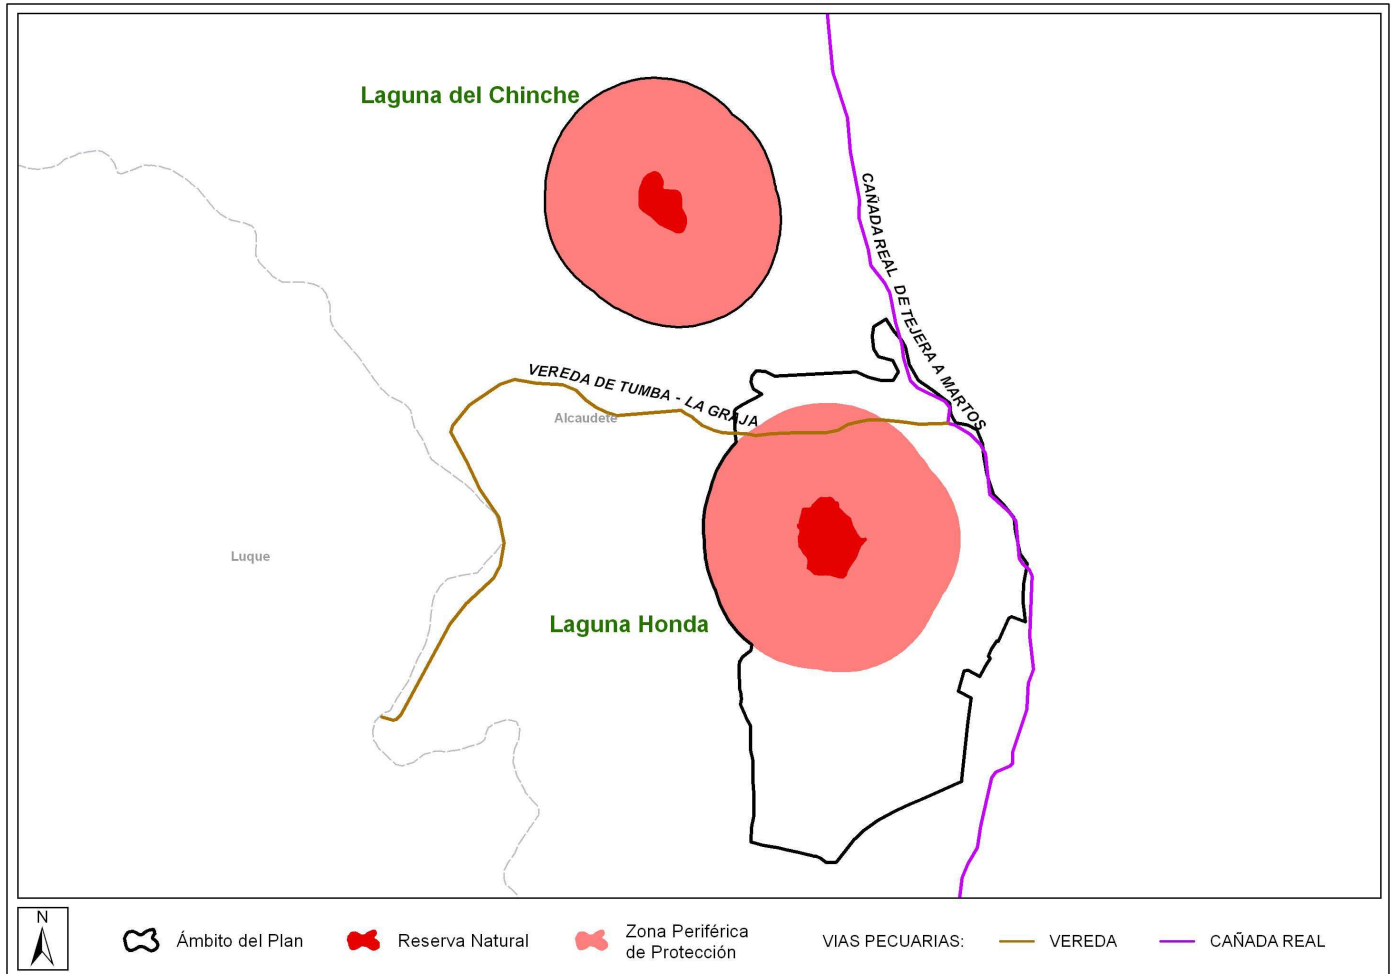 Laguna del Chinche
CAÑADA REAL DE TEJERA A MARTOS
VEREDA DE TUMBA - LA GRAJA
Alcaudete
Luque
Laguna Honda
N
Ámbito del Plan
Reserva Natural
Zona Periférica
de Protección
VIAS PECUARIAS:
VEREDA
CAÑADA REAL